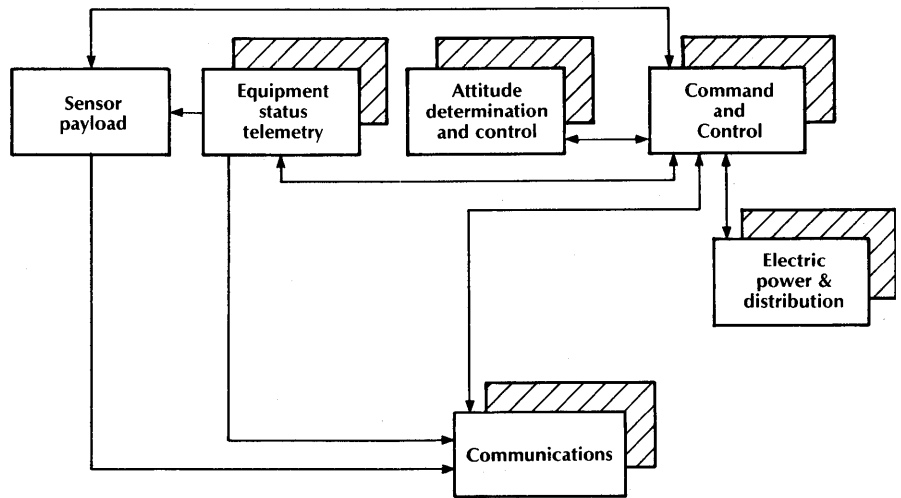 Sensor
payload
Equipment
status
telemetry
Attitude
determination
and control
Command
and
Control
Electric
power &
distribution
Communications